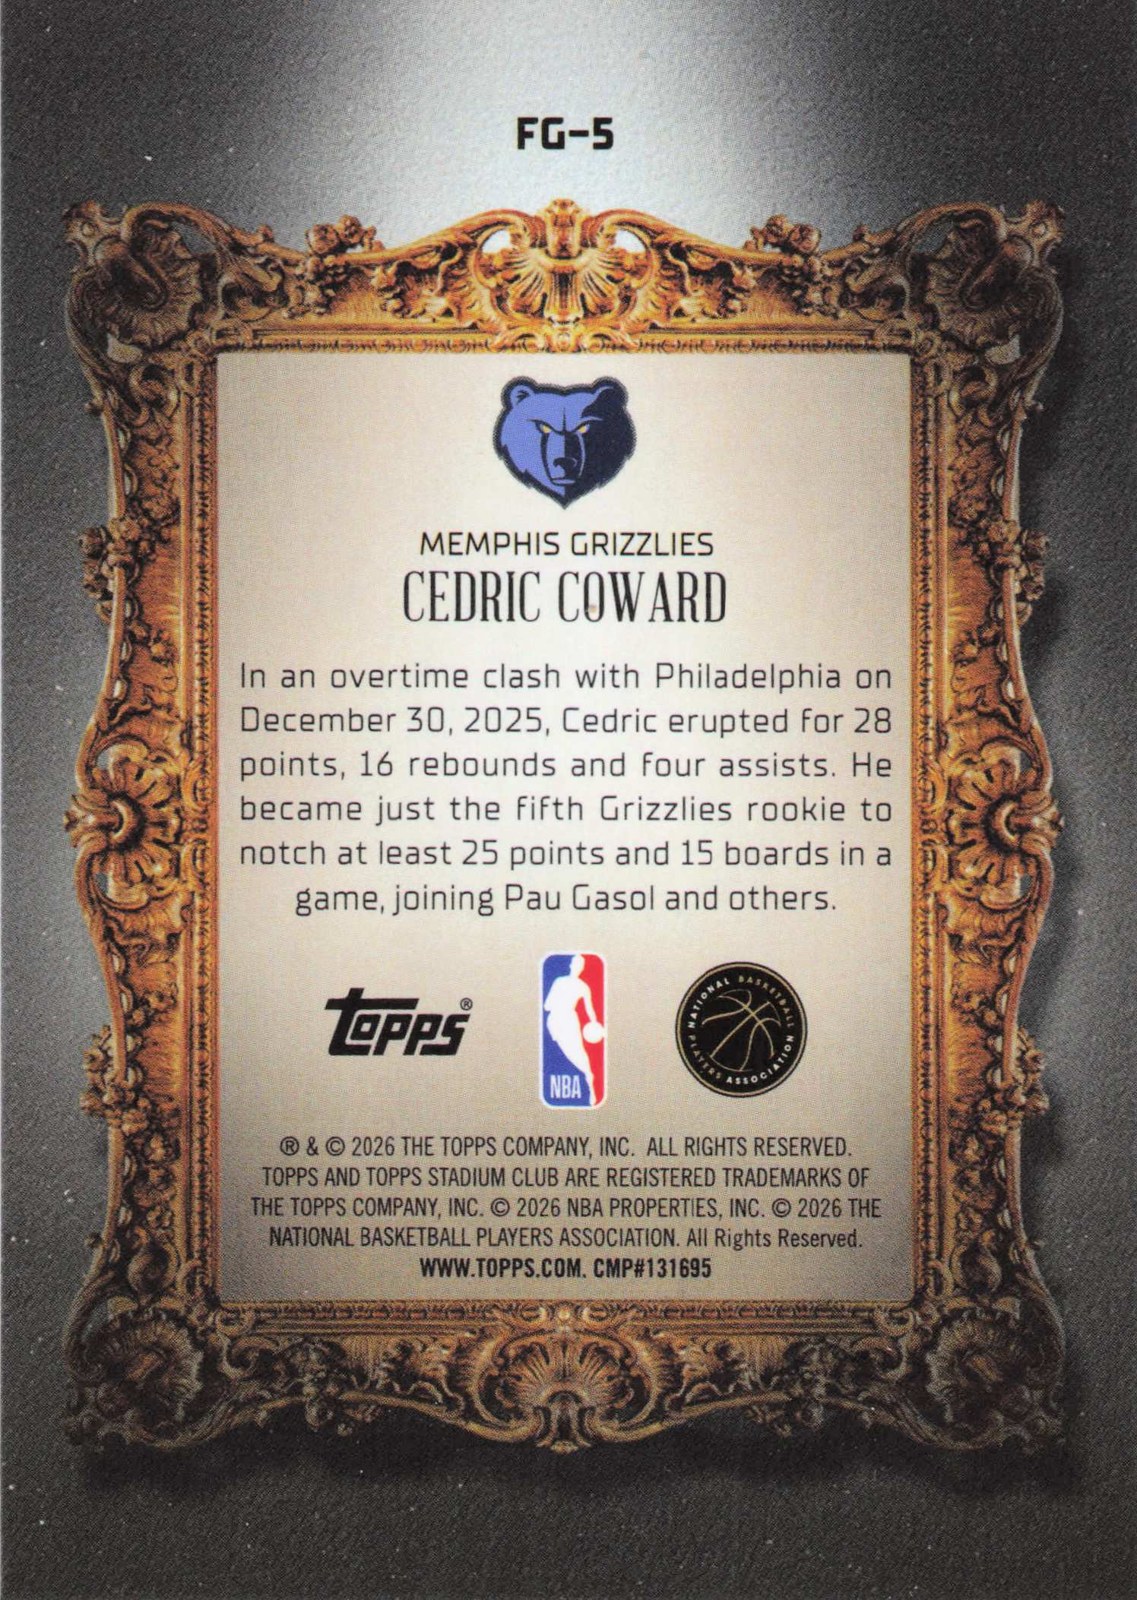 FG-5
MEMPHIS GRIZZLIES
CEDRIC COWARD
In an overtime clash with Philadelphia on
December 30, 2025, Cedric erupted for 28
points, 16 rebounds and four assists. He
became just the fifth Grizzlies rookie to
notch at least 25 points and 15 boards in a
game, joining Pau Gasol and others.
Topps®
NBA
NATIONAL BASKETBALL PLAYERS ASSOCIATION
® & © 2026 THE TOPPS COMPANY, INC. ALL RIGHTS RESERVED.
TOPPS AND TOPPS STADIUM CLUB ARE REGISTERED TRADEMARKS OF
THE TOPPS COMPANY, INC. © 2026 NBA PROPERTIES, INC. © 2026 THE
NATIONAL BASKETBALL PLAYERS ASSOCIATION. All Rights Reserved.
WWW.TOPPS.COM. CMP#131695